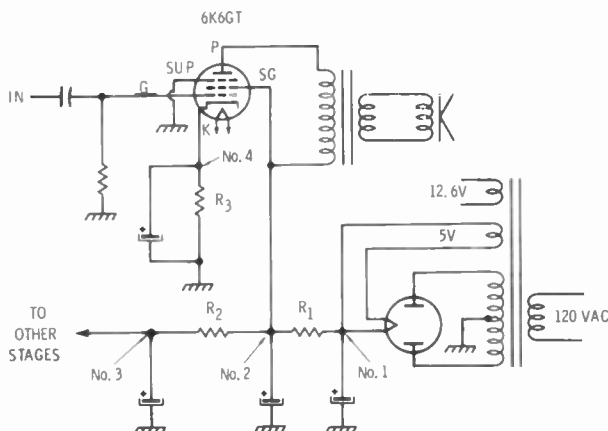 6K6GT
P
SUP
SG
G
IN
K
No. 4
R3
12.6V
5V
120 VAC
TO
OTHER
STAGES
R2
R1
No. 3
No. 2
No. 1
+
+
+
+